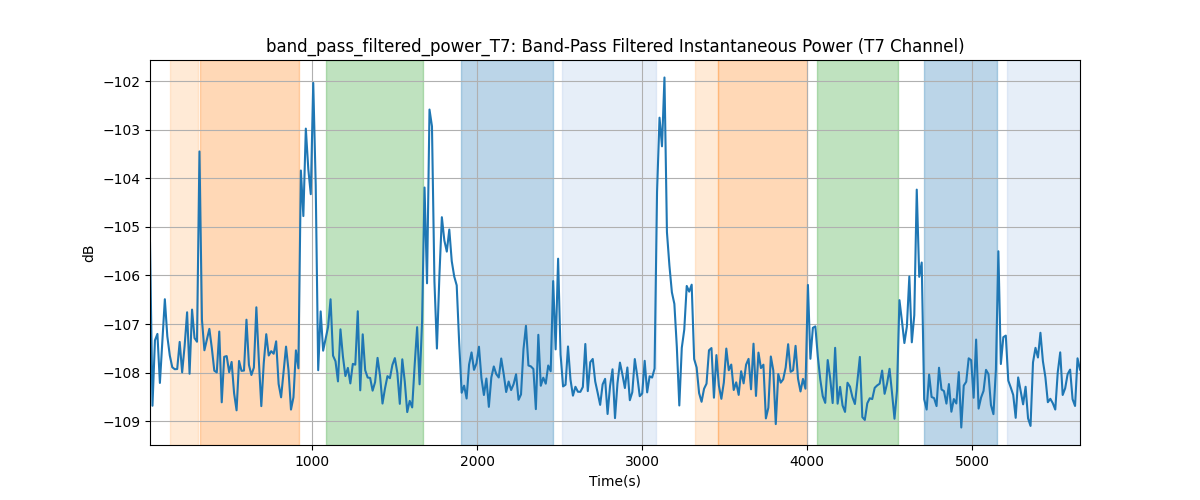 band_pass_filtered_power_T7: Band-Pass Filtered Instantaneous Power (T7 Channel)
−102
−103
−104
−105
−106
−107
−108
−109
dB
1000 2000 3000 4000 5000
Time(s)